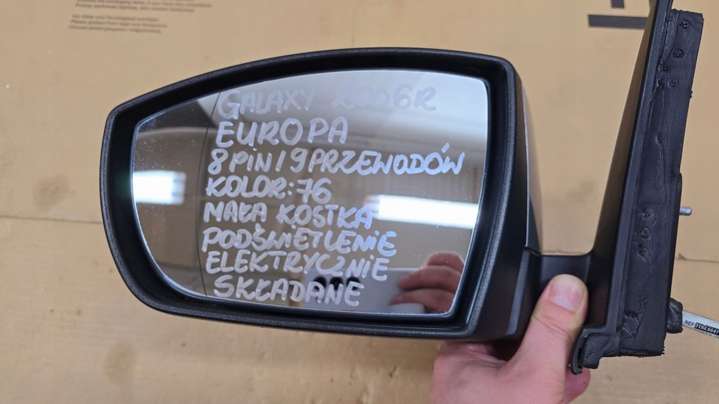 GALAXY 2006R
EUROPA
8 PIN / 9 PRZEWODÓW
KOLOR: 76
MAŁA KOSTKA
PODŚWIETLENIE
ELEKTRYCZNIE
SKŁADANE